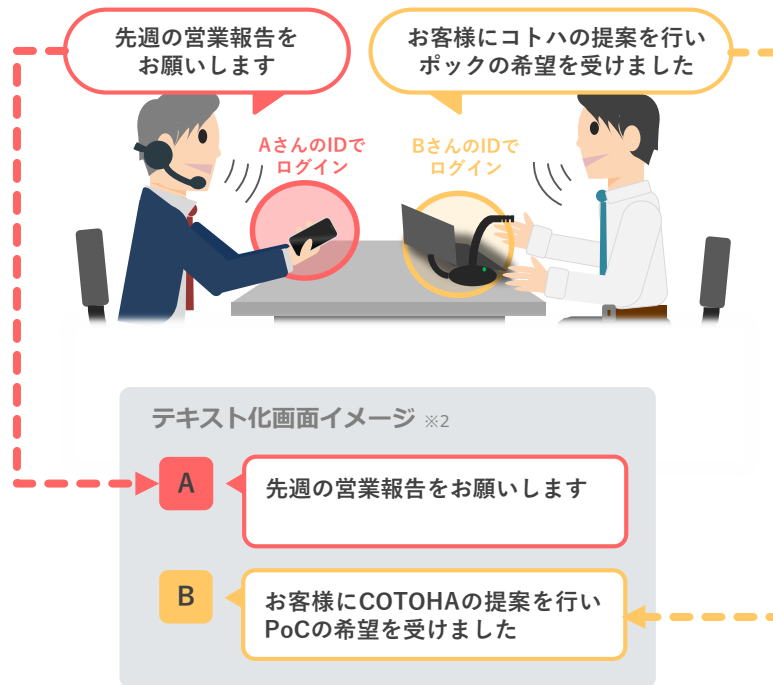 先週の営業報告を
お願いします
お客様にコトハの提案を行い
ポックの希望を受けました
AさんのIDで
ログイン
BさんのIDで
ログイン
テキスト化画面イメージ ※2
A
先週の営業報告をお願いします
B
お客様にCOTOHAの提案を行い
PoCの希望を受けました